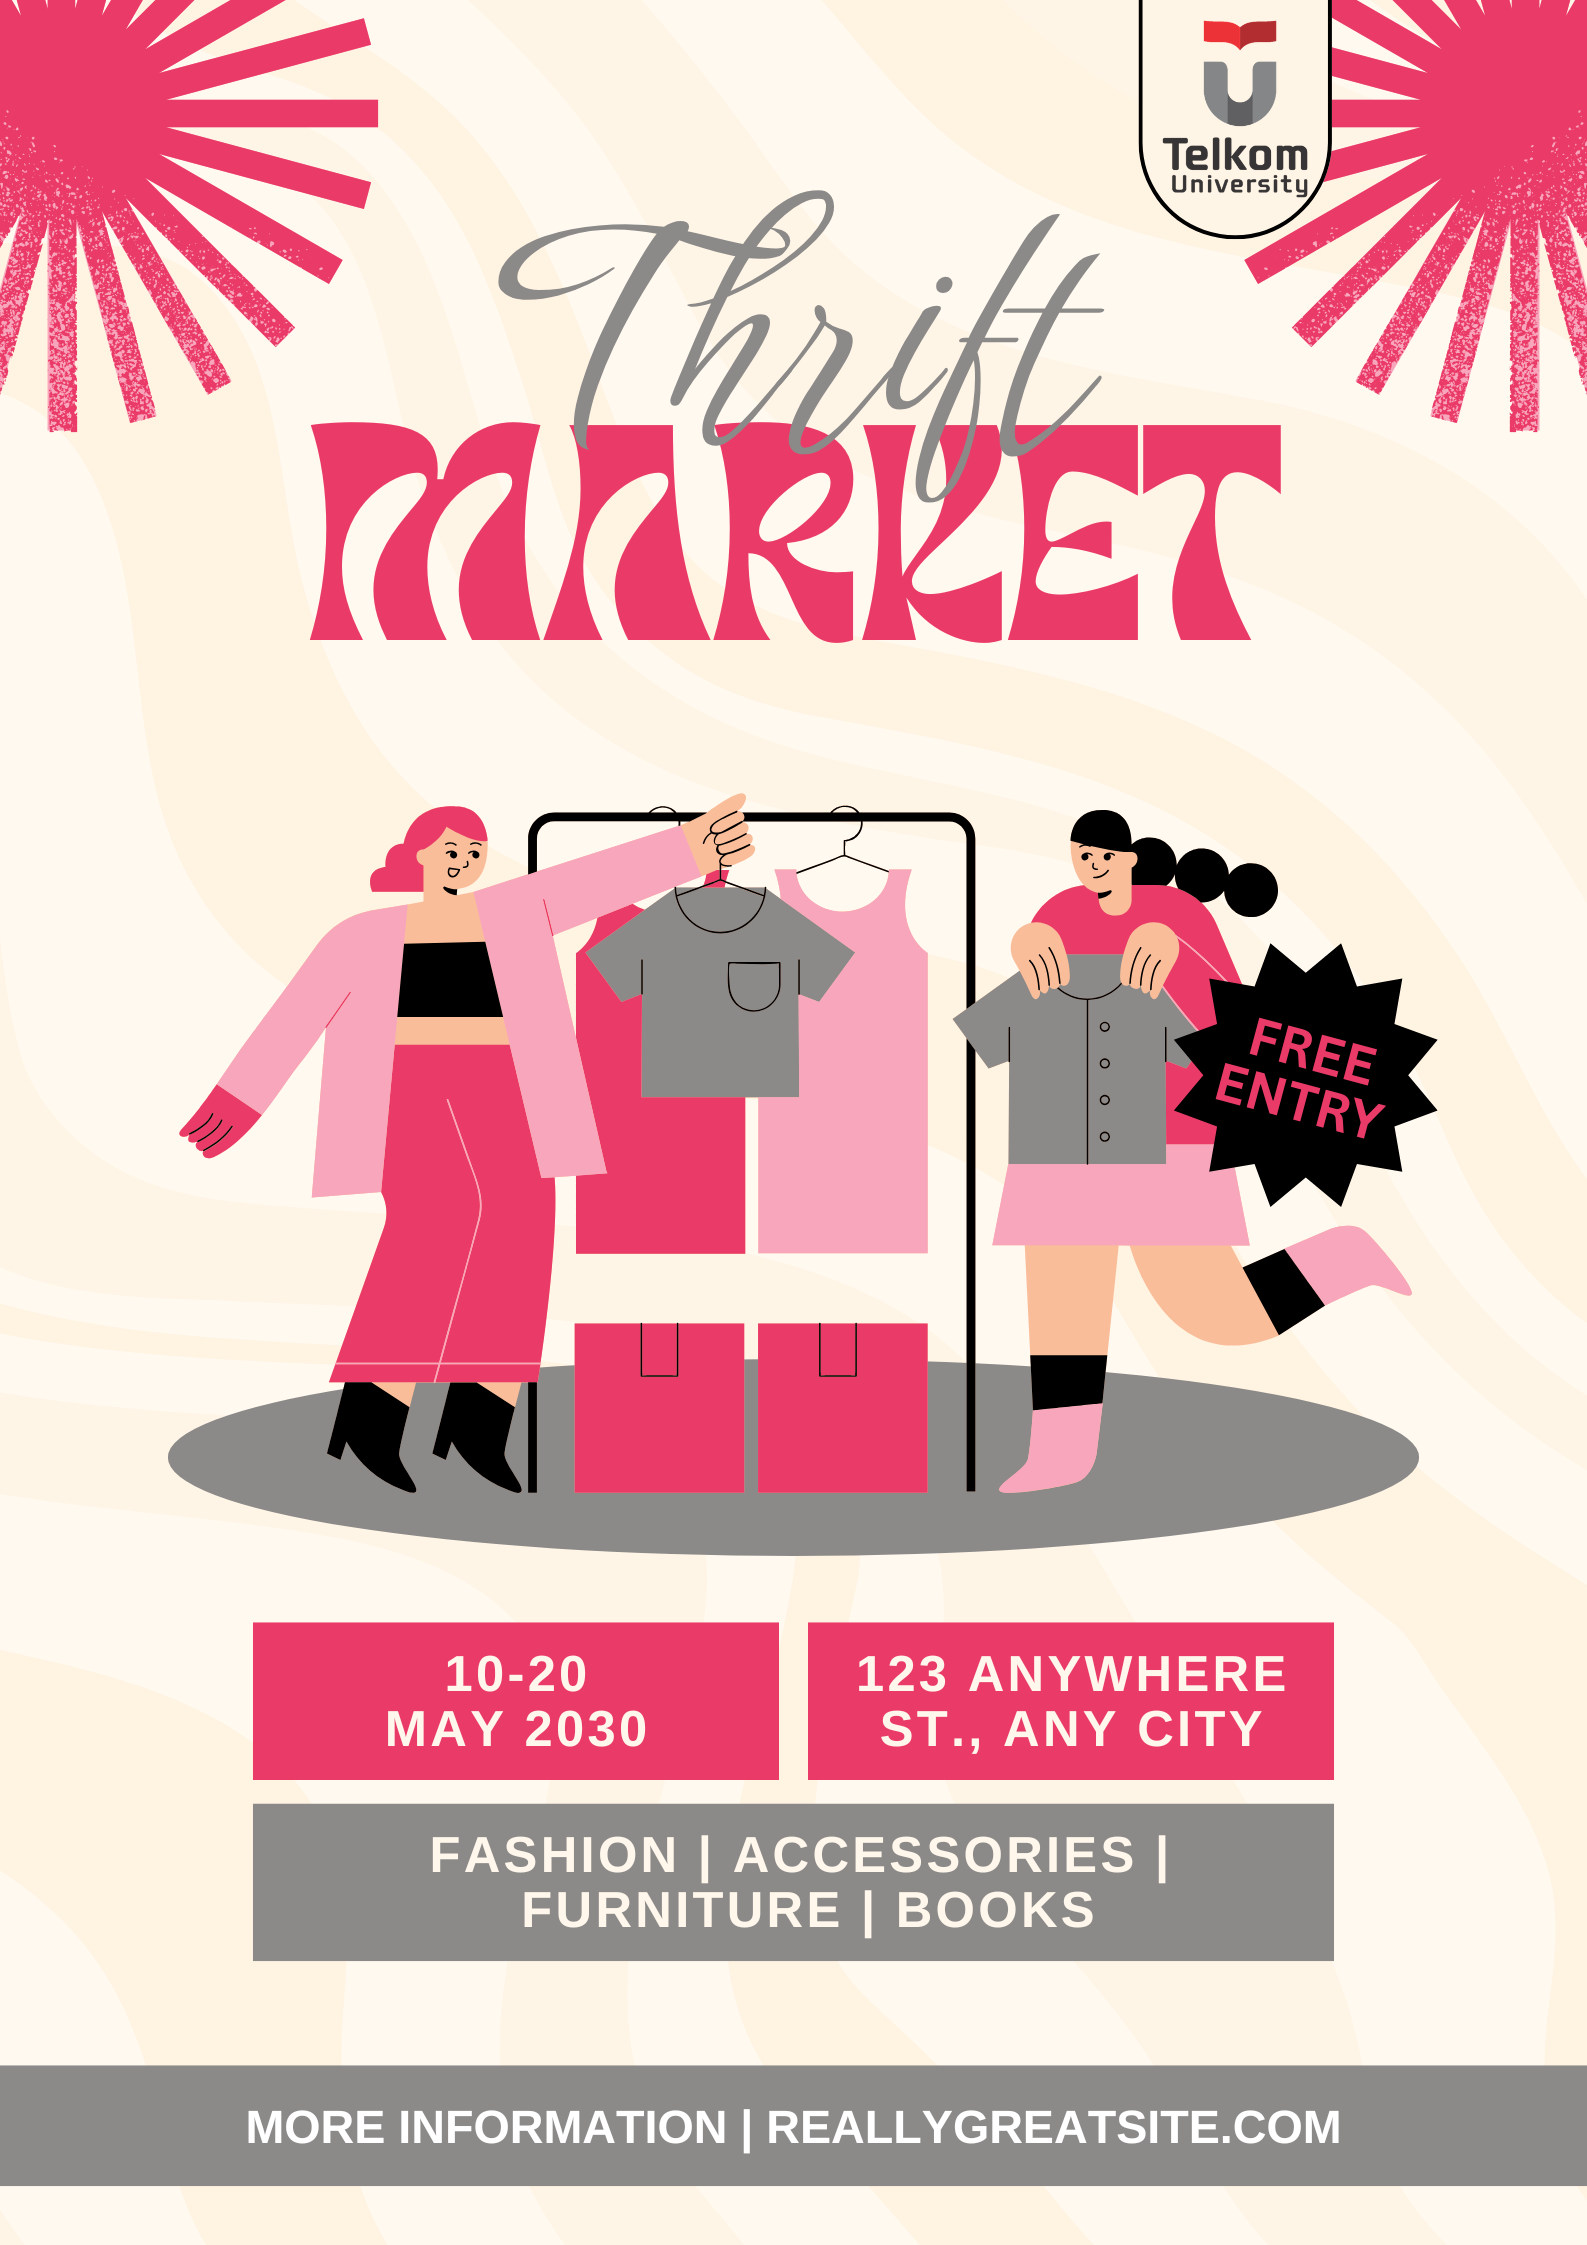 Telkom
University
Thrift
MARKET
FREE
ENTRY
10-20
MAY 2030
123 ANYWHERE
ST., ANY CITY
FASHION | ACCESSORIES |
FURNITURE | BOOKS
MORE INFORMATION | REALLYGREATSITE.COM